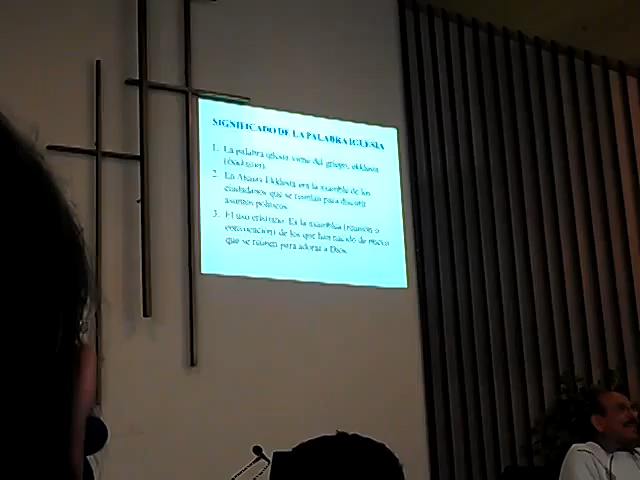 SIGNIFICADO DE LA PALABRA IGLESIA
1. La palabra iglesia viene del griego, ekklesia
2. En Atenas Ekklesia era la asamblea de los
ciudadanos que se reunían para discutir
asuntos políticos
3. El uso cristiano. Es la asamblea (reunión o
convocación) de los que han nacido de nuevo
que se reúnen para adorar a Dios.